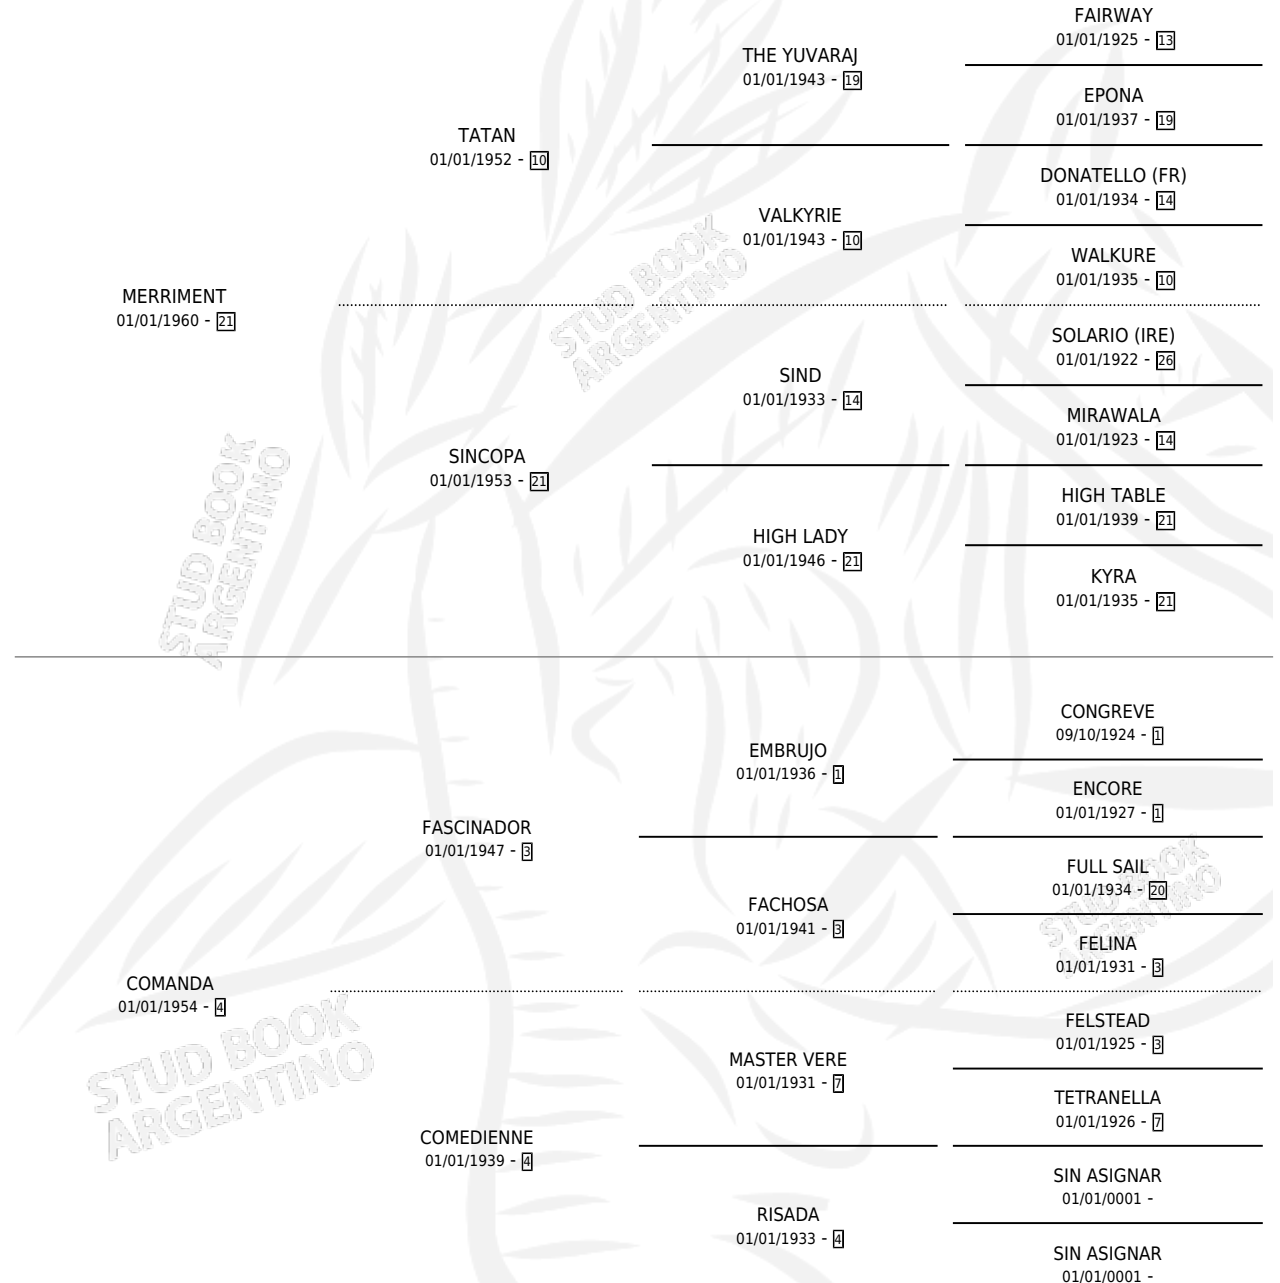 FAIRWAY
01/01/1925 - 13
THE YUVARAJ
01/01/1943 - 19
EPONA
01/01/1937 - 19
TATAN
01/01/1952 - 10
DONATELLO (FR)
01/01/1934 - 14
VALKYRIE
01/01/1943 - 10
WALKURE
01/01/1935 - 10
MERRIMENT
01/01/1960 - 21
STUD BOOK
ARGENTINO
SOLARIO (IRE)
01/01/1922 - 26
SIND
01/01/1933 - 14
MIRAWALA
01/01/1923 - 14
SINCOPA
01/01/1953 - 21
HIGH TABLE
01/01/1939 - 21
HIGH LADY
01/01/1946 - 21
KYRA
01/01/1935 - 21
STUD BOOK
ARGENTINO
CONGREVE
09/10/1924 - 1
EMBRUJO
01/01/1936 - 1
ENCORE
01/01/1927 - 1
FASCINADOR
01/01/1947 - 3
FULL SAIL
01/01/1934 - 20
FACHOSA
01/01/1941 - 3
STUD BOOK
ARGENTINO
FELINA
01/01/1931 - 3
COMANDA
01/01/1954 - 4
FELSTEAD
01/01/1925 - 3
MASTER VERE
01/01/1931 - 7
STUD BOOK
ARGENTINO
TETRANELLA
01/01/1926 - 7
COMEDIENNE
01/01/1939 - 4
SIN ASIGNAR
01/01/0001 -
RISADA
01/01/1933 - 4
SIN ASIGNAR
01/01/0001 -